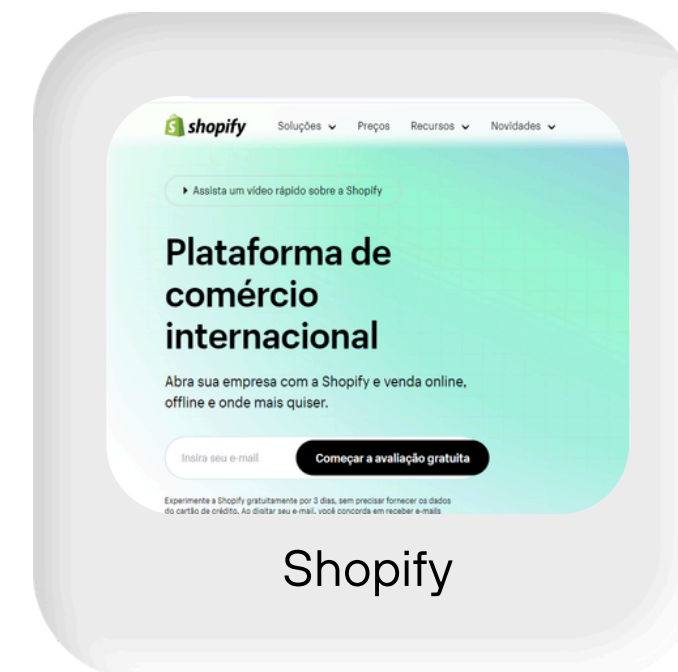 shopify Soluções Preços Recursos Novidades
Assista um vídeo rápido sobre a Shopify
Plataforma de
comércio
internacional
Abra sua empresa com a Shopify e venda online,
offline e onde mais quiser.
Insira seu e-mail Começar a avaliação gratuita
Experimente a Shopify gratuitamente por 3 dias, sem precisar fornecer os dados
do cartão de crédito. Ao digitar seu e-mail, você concorda em receber e-mails
Shopify